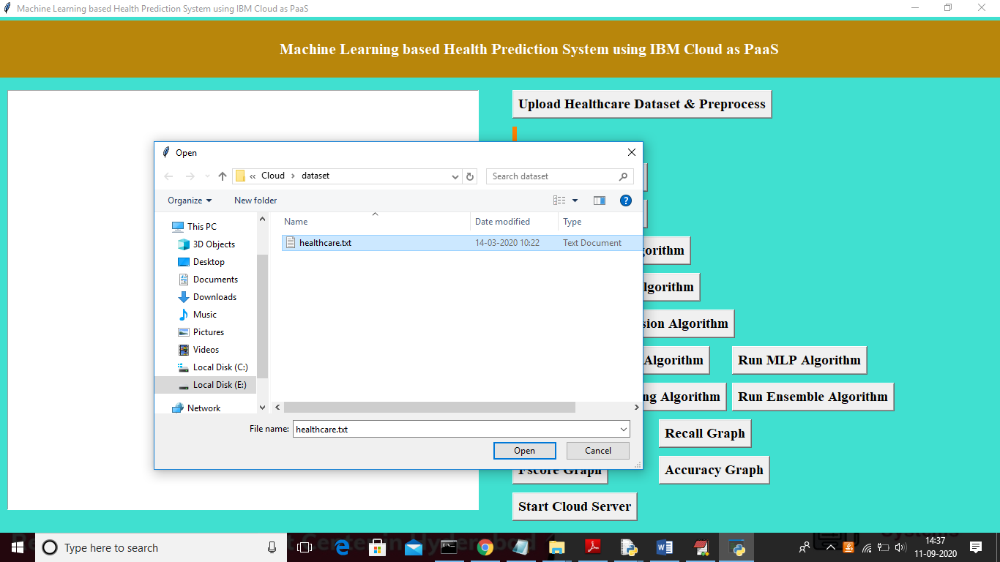 Machine Learning based Health Prediction System using IBM Cloud as PaaS
Machine Learning based Health Prediction System using IBM Cloud as PaaS
Upload Healthcare Dataset & Preprocess
Open
« Cloud > dataset
Search dataset
Organize
New folder
Name
Date modified
Type
healthcare.txt
14-03-2020 10:22
Text Document
This PC
3D Objects
Desktop
Documents
Downloads
Music
Pictures
Videos
Local Disk (C:)
Local Disk (E:)
Network
File name:
healthcare.txt
Open
Cancel
gorithm
lgorithm
sion Algorithm
Algorithm
Run MLP Algorithm
ng Algorithm
Run Ensemble Algorithm
Recall Graph
Fscore Graph
Accuracy Graph
Start Cloud Server
Type here to search
14:37
11-09-2020